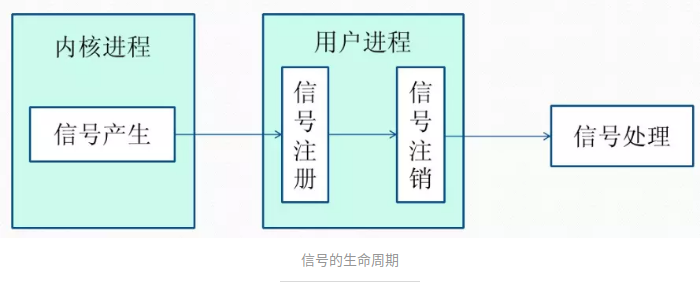 内核进程
信号产生
用户进程
信号注册
信号注销
信号处理
信号的生命周期